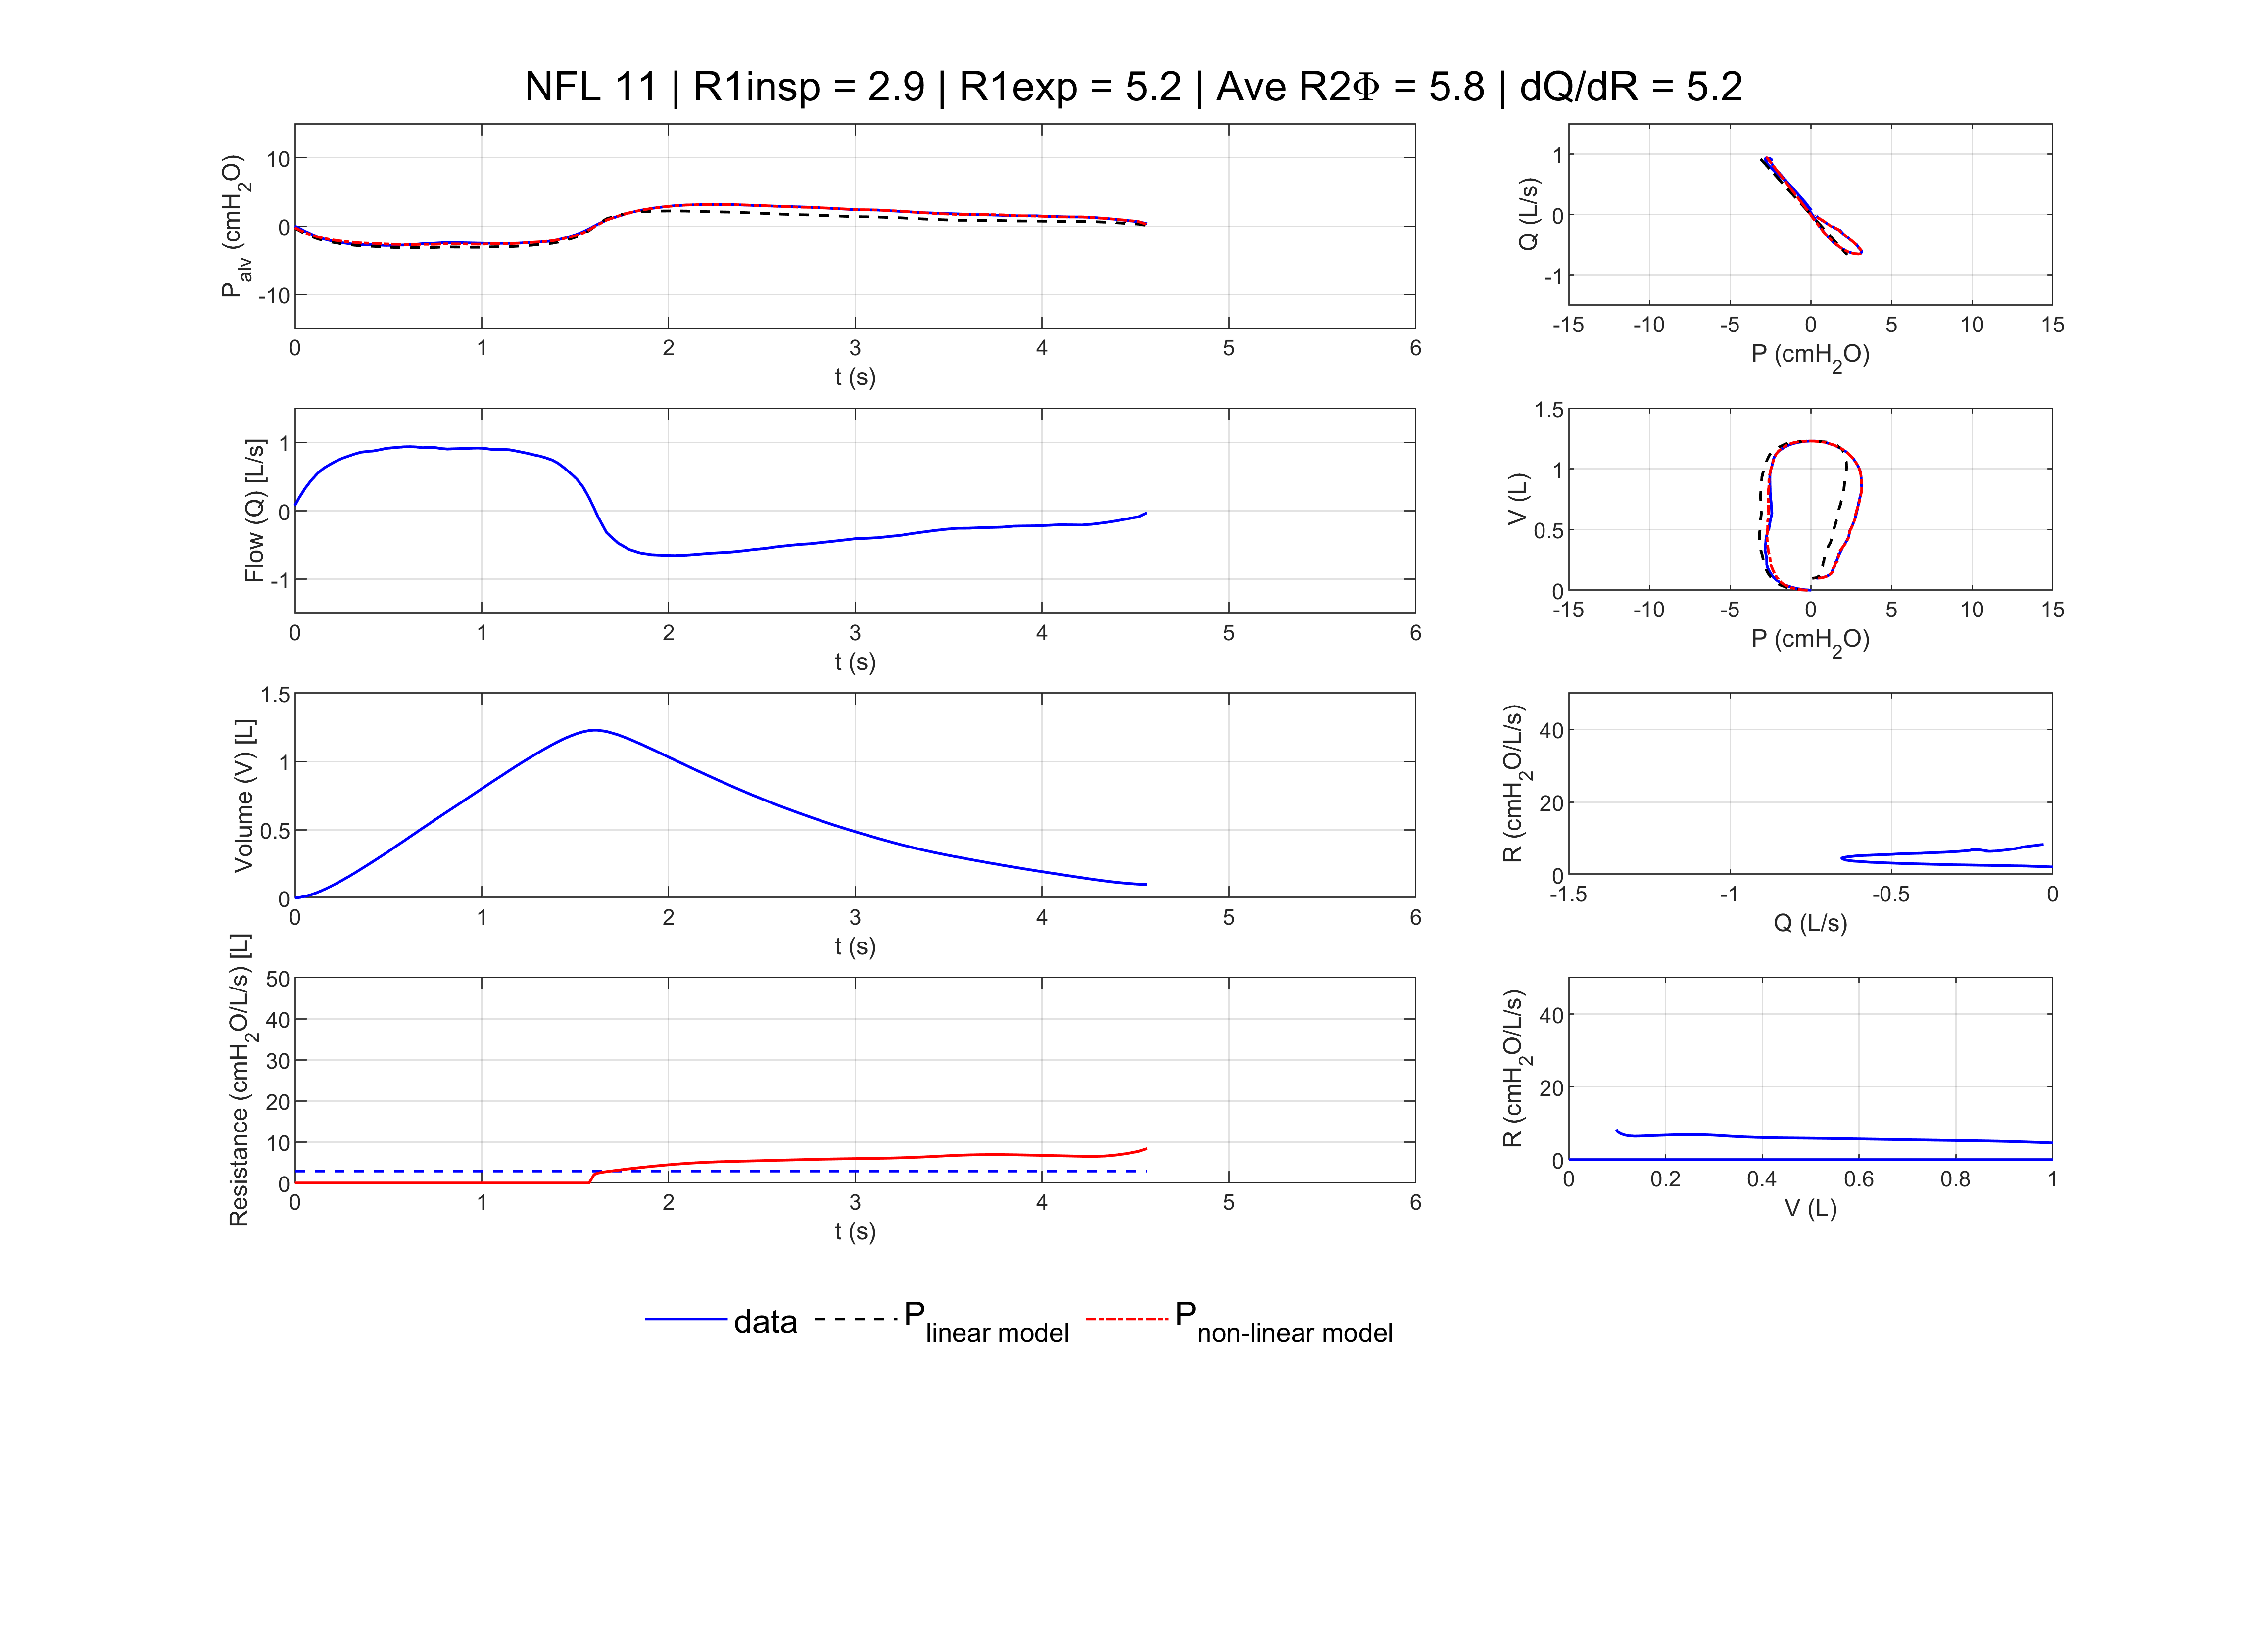 NFL 11 | R1insp = 2.9 | R1exp = 5.2 | Ave R2Φ = 5.8 | dQ/dR = 5.2
P_alv (cmH2O)
10
0
-10
0 1 2 3 4 5 6
t (s)
Q (L/s)
1
0
-1
-15 -10 -5 0 5 10 15
P (cmH2O)
Flow (Q) [L/s]
1
0
-1
0 1 2 3 4 5 6
t (s)
V (L)
1.5
1
0.5
0
-15 -10 -5 0 5 10 15
P (cmH2O)
Volume (V) [L]
1.5
1
0.5
0
0 1 2 3 4 5 6
t (s)
R (cmH2O/L/s)
40
20
0
-1.5 -1 -0.5 0
Q (L/s)
Resistance (cmH2O/L/s) [L]
50
40
30
20
10
0
0 1 2 3 4 5 6
t (s)
R (cmH2O/L/s)
40
20
0
0 0.2 0.4 0.6 0.8 1
V (L)
data P_linear model P_non-linear model